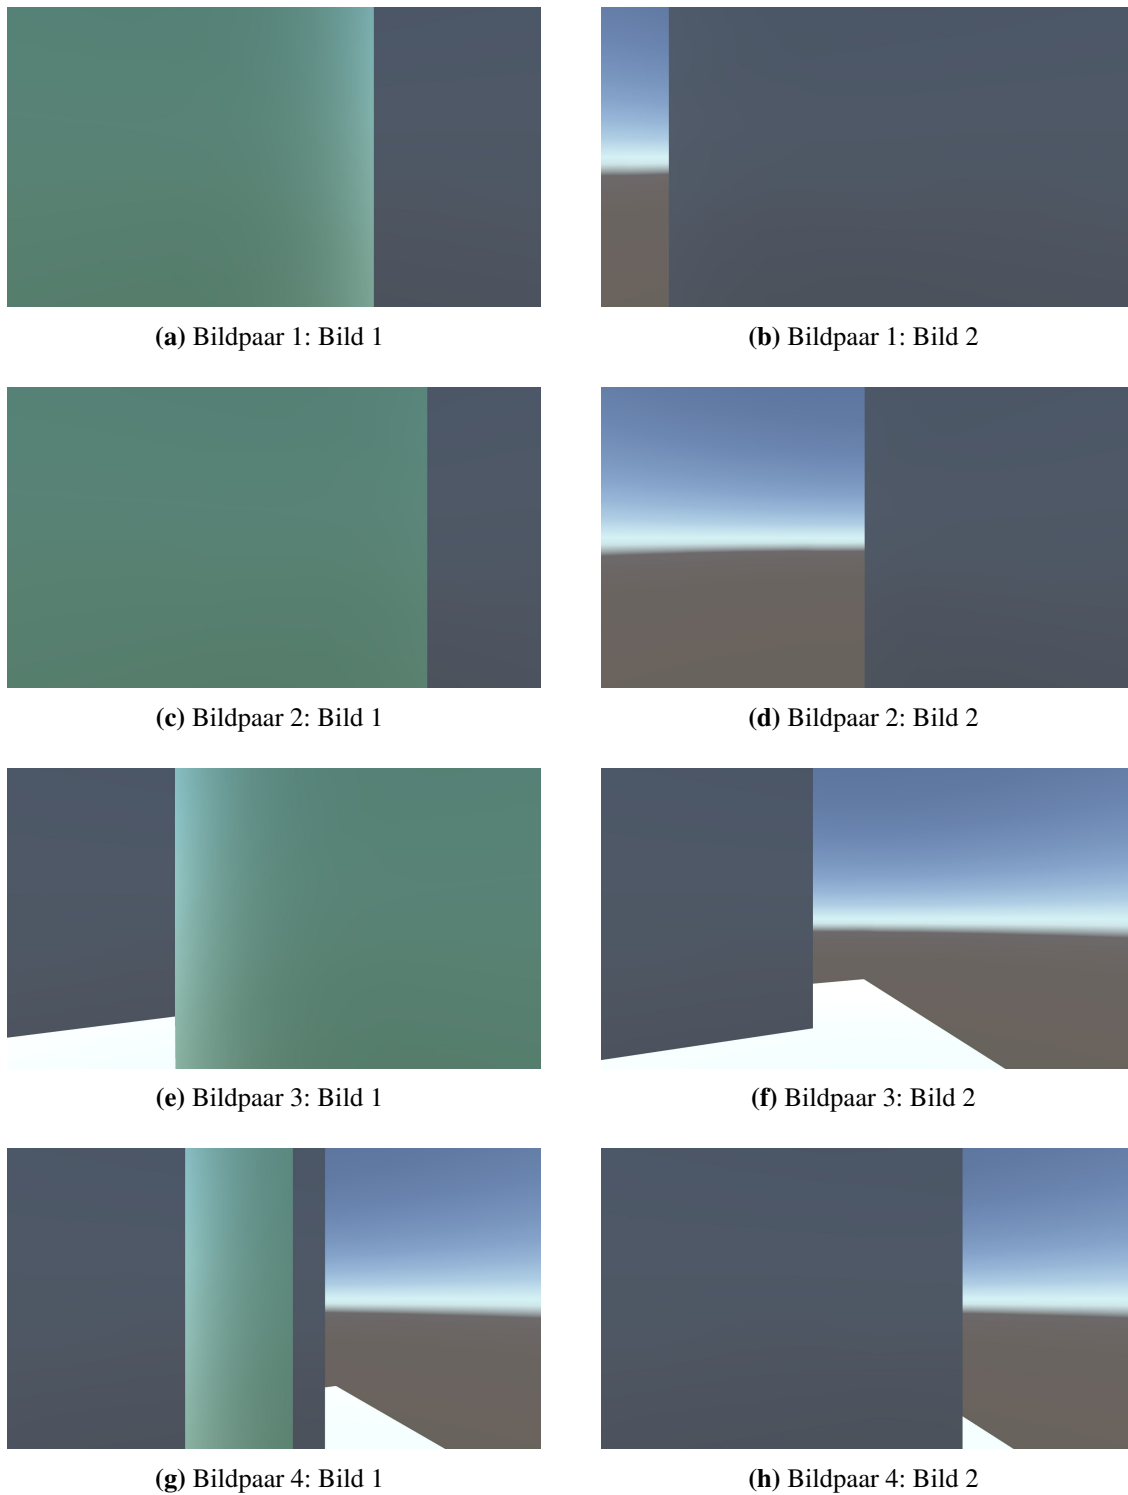 (a) Bildpaar 1: Bild 1
(b) Bildpaar 1: Bild 2
(c) Bildpaar 2: Bild 1
(d) Bildpaar 2: Bild 2
(e) Bildpaar 3: Bild 1
(f) Bildpaar 3: Bild 2
(g) Bildpaar 4: Bild 1
(h) Bildpaar 4: Bild 2